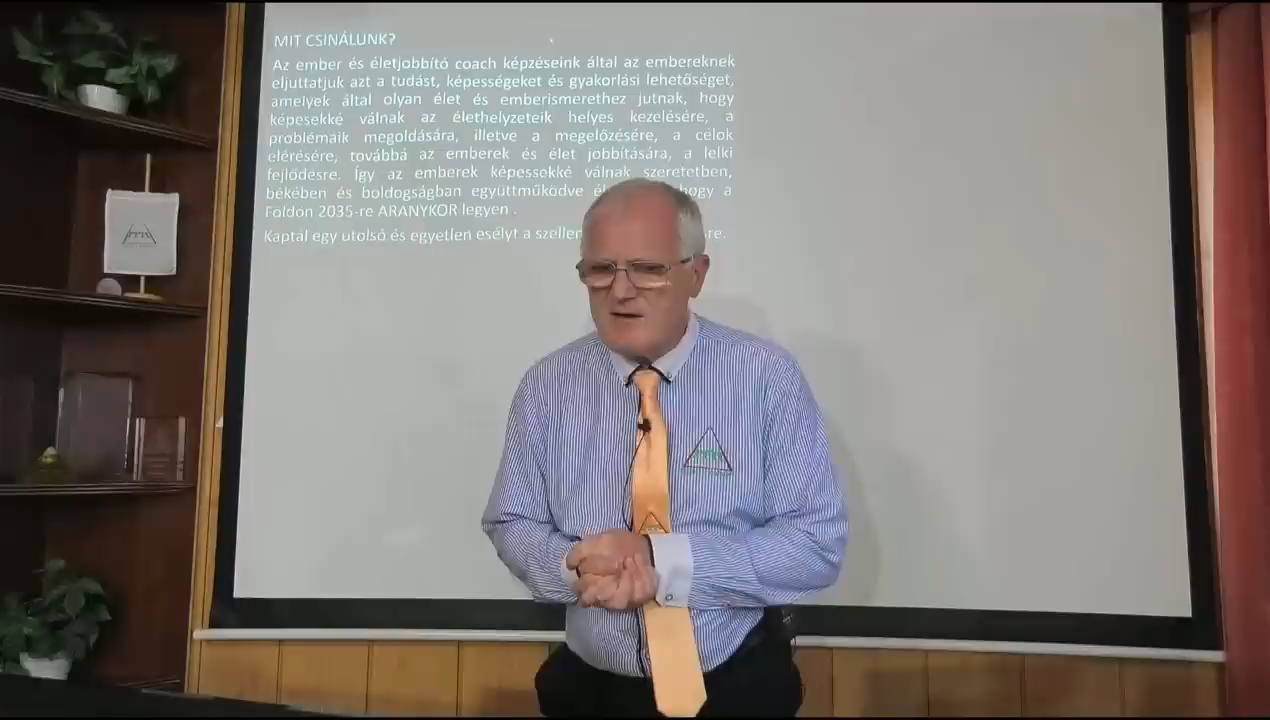 MIT CSINÁLUNK?
Az ember és életjobbító coach képzéseink által az embereknek
eljuttatjuk azt a tudást, képességeket és gyakorlási lehetőséget,
amelyek által olyan élet és emberismerethez jutnak, hogy
képesekké válnak az élethelyzeteik helyes kezelésére, a
problémáik megoldására, illetve a megelőzésére, a célok
elérésére, továbbá az emberek és élet jobbítására, a lelki
fejlődésre. Így az emberek képessekké válnak szeretetben,
békében és boldogságban együttműködve hogy a
Földön 2035-re ARANYKOR legyen .
Kaptál egy utolsó és egyetlen esélyt a